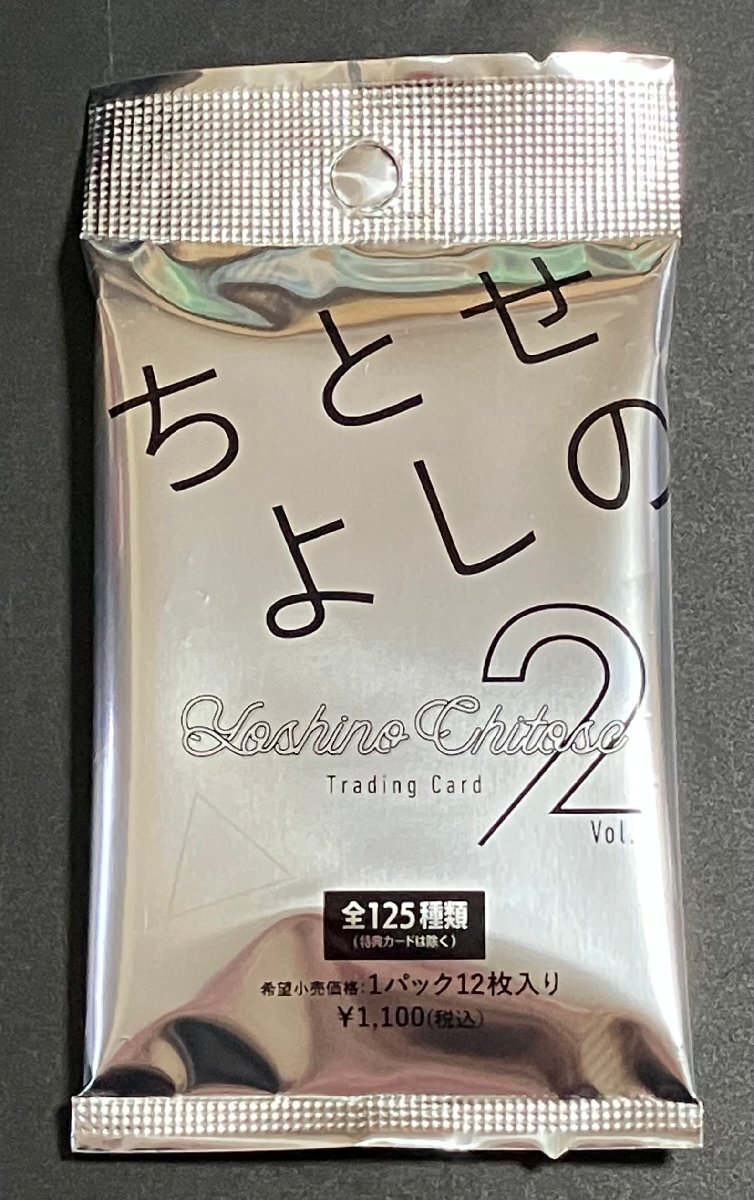 ちとせ
よしの
Yoshino Chitose
2
Trading Card
Vol.
全125種類
(特典カードは除く)
希望小売価格:1パック12枚入り
¥1,100(税込)